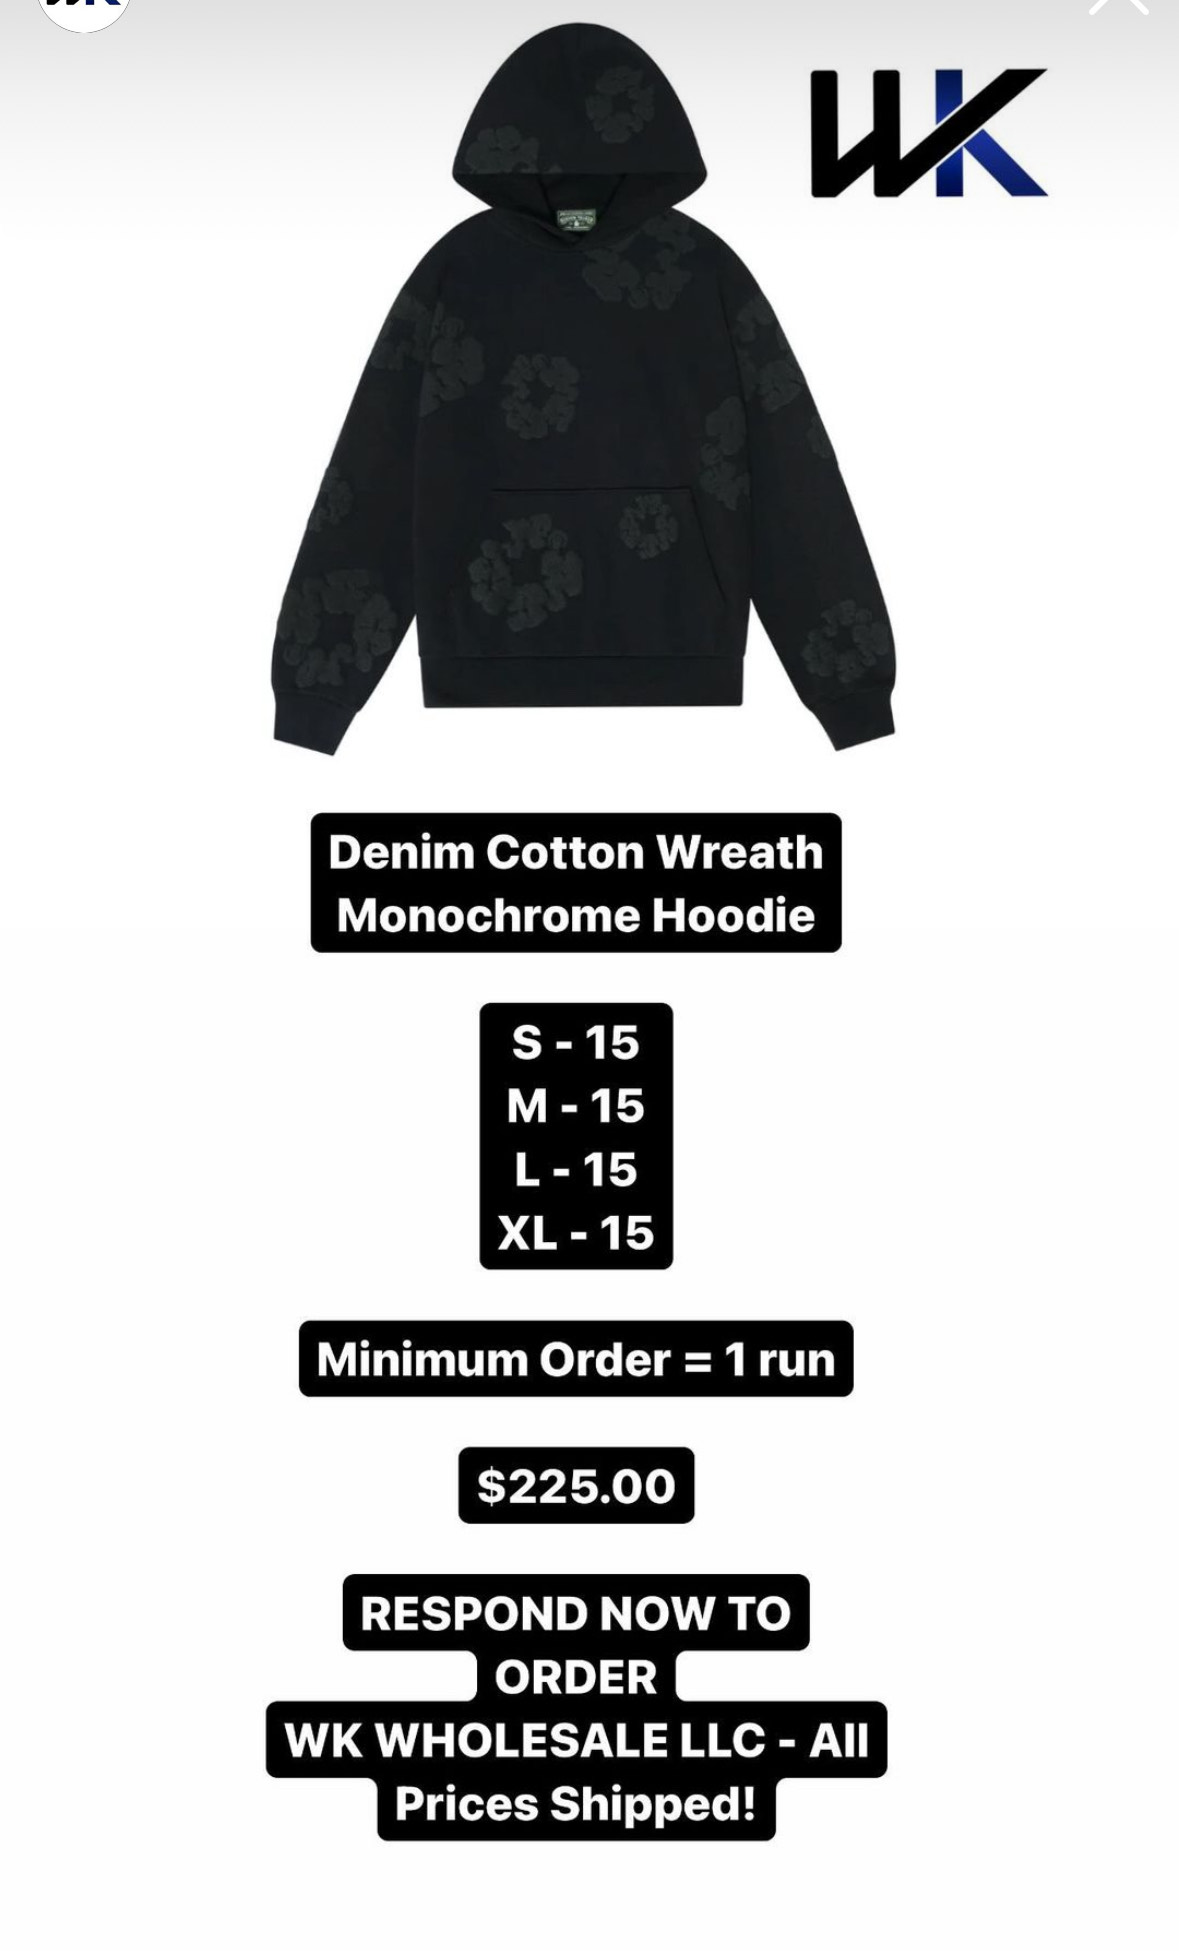 WK
Denim Cotton Wreath
Monochrome Hoodie
S - 15
M - 15
L - 15
XL - 15
Minimum Order = 1 run
$225.00
RESPOND NOW TO
ORDER
WK WHOLESALE LLC - All
Prices Shipped!